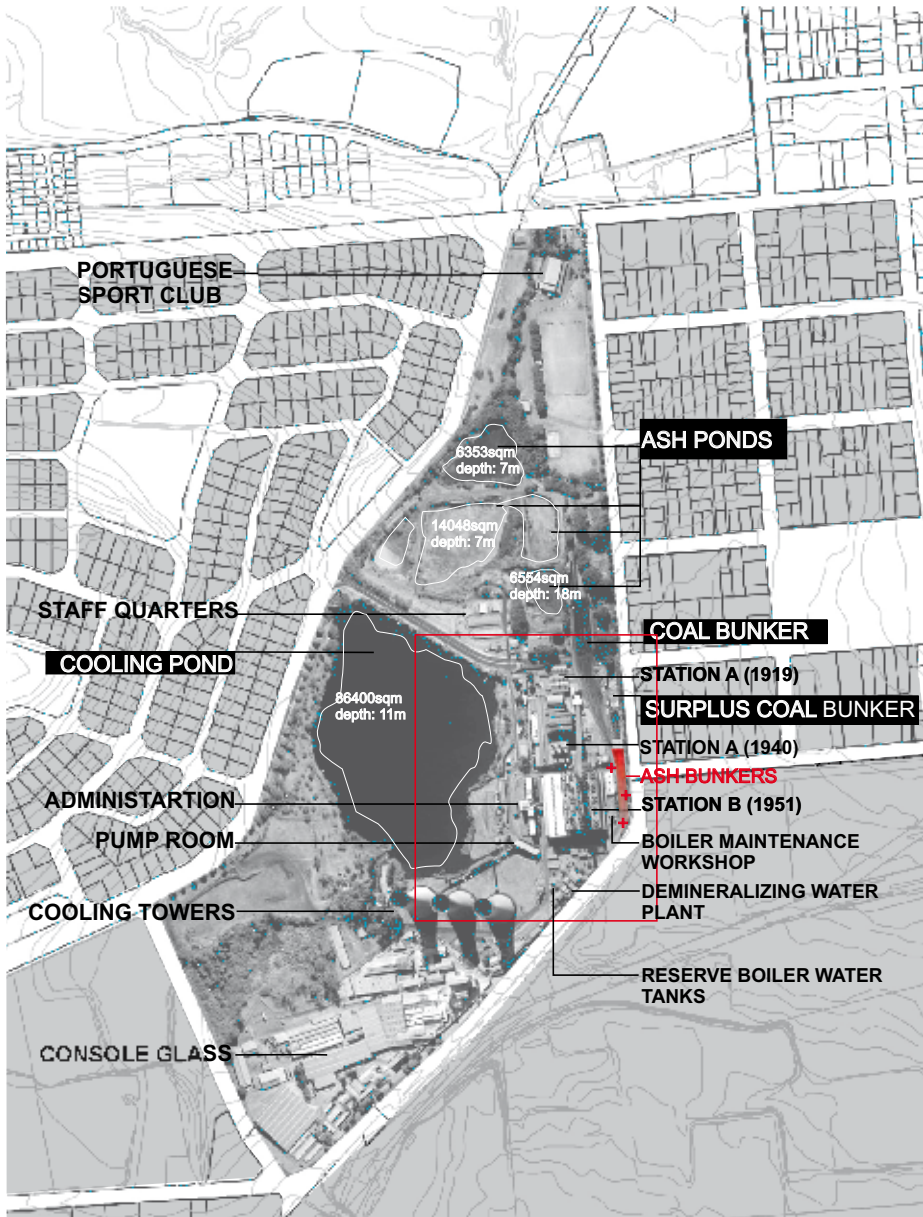 PORTUGUESE
SPORT CLUB
ASH PONDS
6353sqm
depth: 7m
14048sqm
depth: 7m
6554sqm
depth: 18m
STAFF QUARTERS
COAL BUNKER
COOLING POND
STATION A (1919)
86400sqm
depth: 11m
SURPLUS COAL BUNKER
STATION A (1940)
ASH BUNKERS
ADMINISTARTION
STATION B (1951)
PUMP ROOM
BOILER MAINTENANCE
WORKSHOP
DEMINERALIZING WATER
PLANT
COOLING TOWERS
RESERVE BOILER WATER
TANKS
CONSOLE GLASS